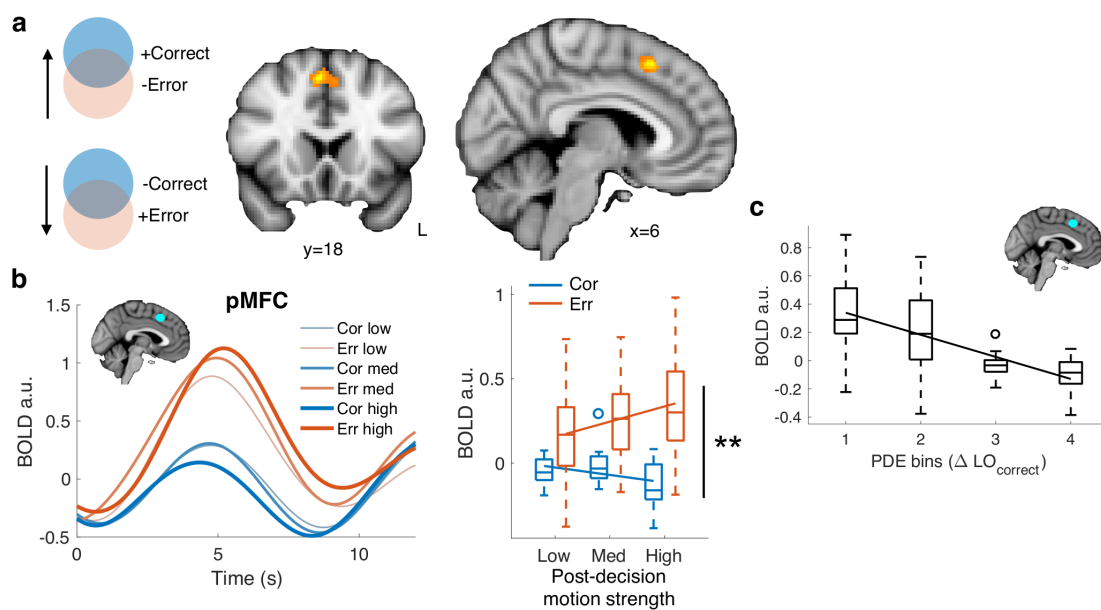 a
+Correct
-Error
-Correct
+Error
y=18
L
x=6
b
pMFC
1.5
1
0.5
0
-0.5
BOLD a.u.
0
5
10
Time (s)
Cor low
Err low
Cor med
Err med
Cor high
Err high
Cor
Err
1
0.5
0
BOLD a.u.
**
Low
Med
High
Post-decision
motion strength
c
0.8
0.6
0.4
0.2
0
-0.2
-0.4
BOLD a.u.
1
2
3
4
PDE bins (Δ LOcorrect)